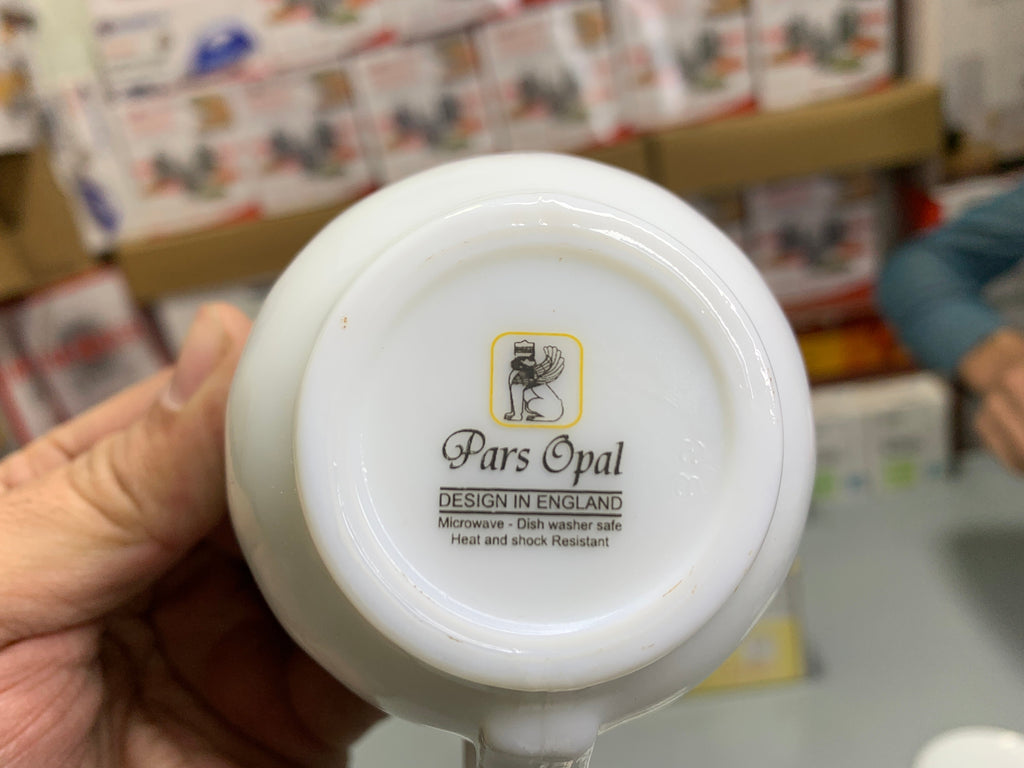 Pars Opal
DESIGN IN ENGLAND
Microwave - Dish washer safe
Heat and shock Resistant